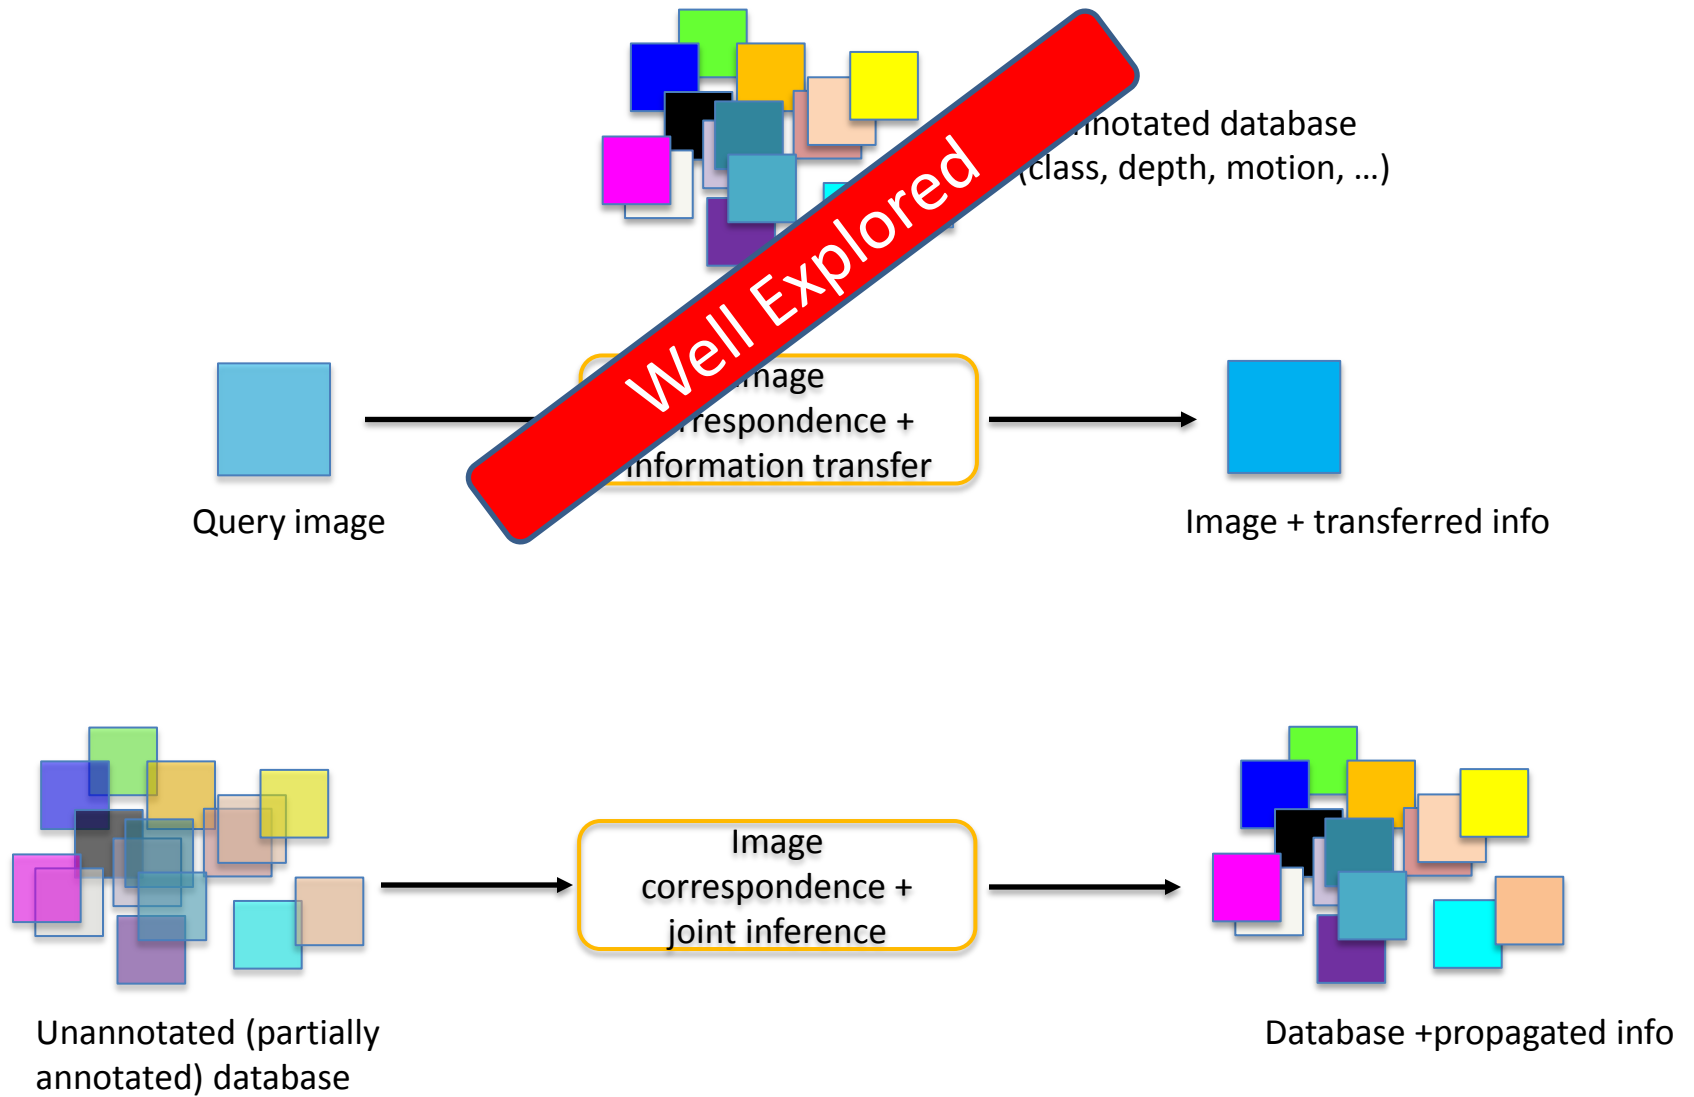 nnotated database
(class, depth, motion, ...)
Well Explored
mage
rrespondence +
information transfer
Query image
Image + transferred info
Image
correspondence +
joint inference
Unannotated (partially
annotated) database
Database +propagated info